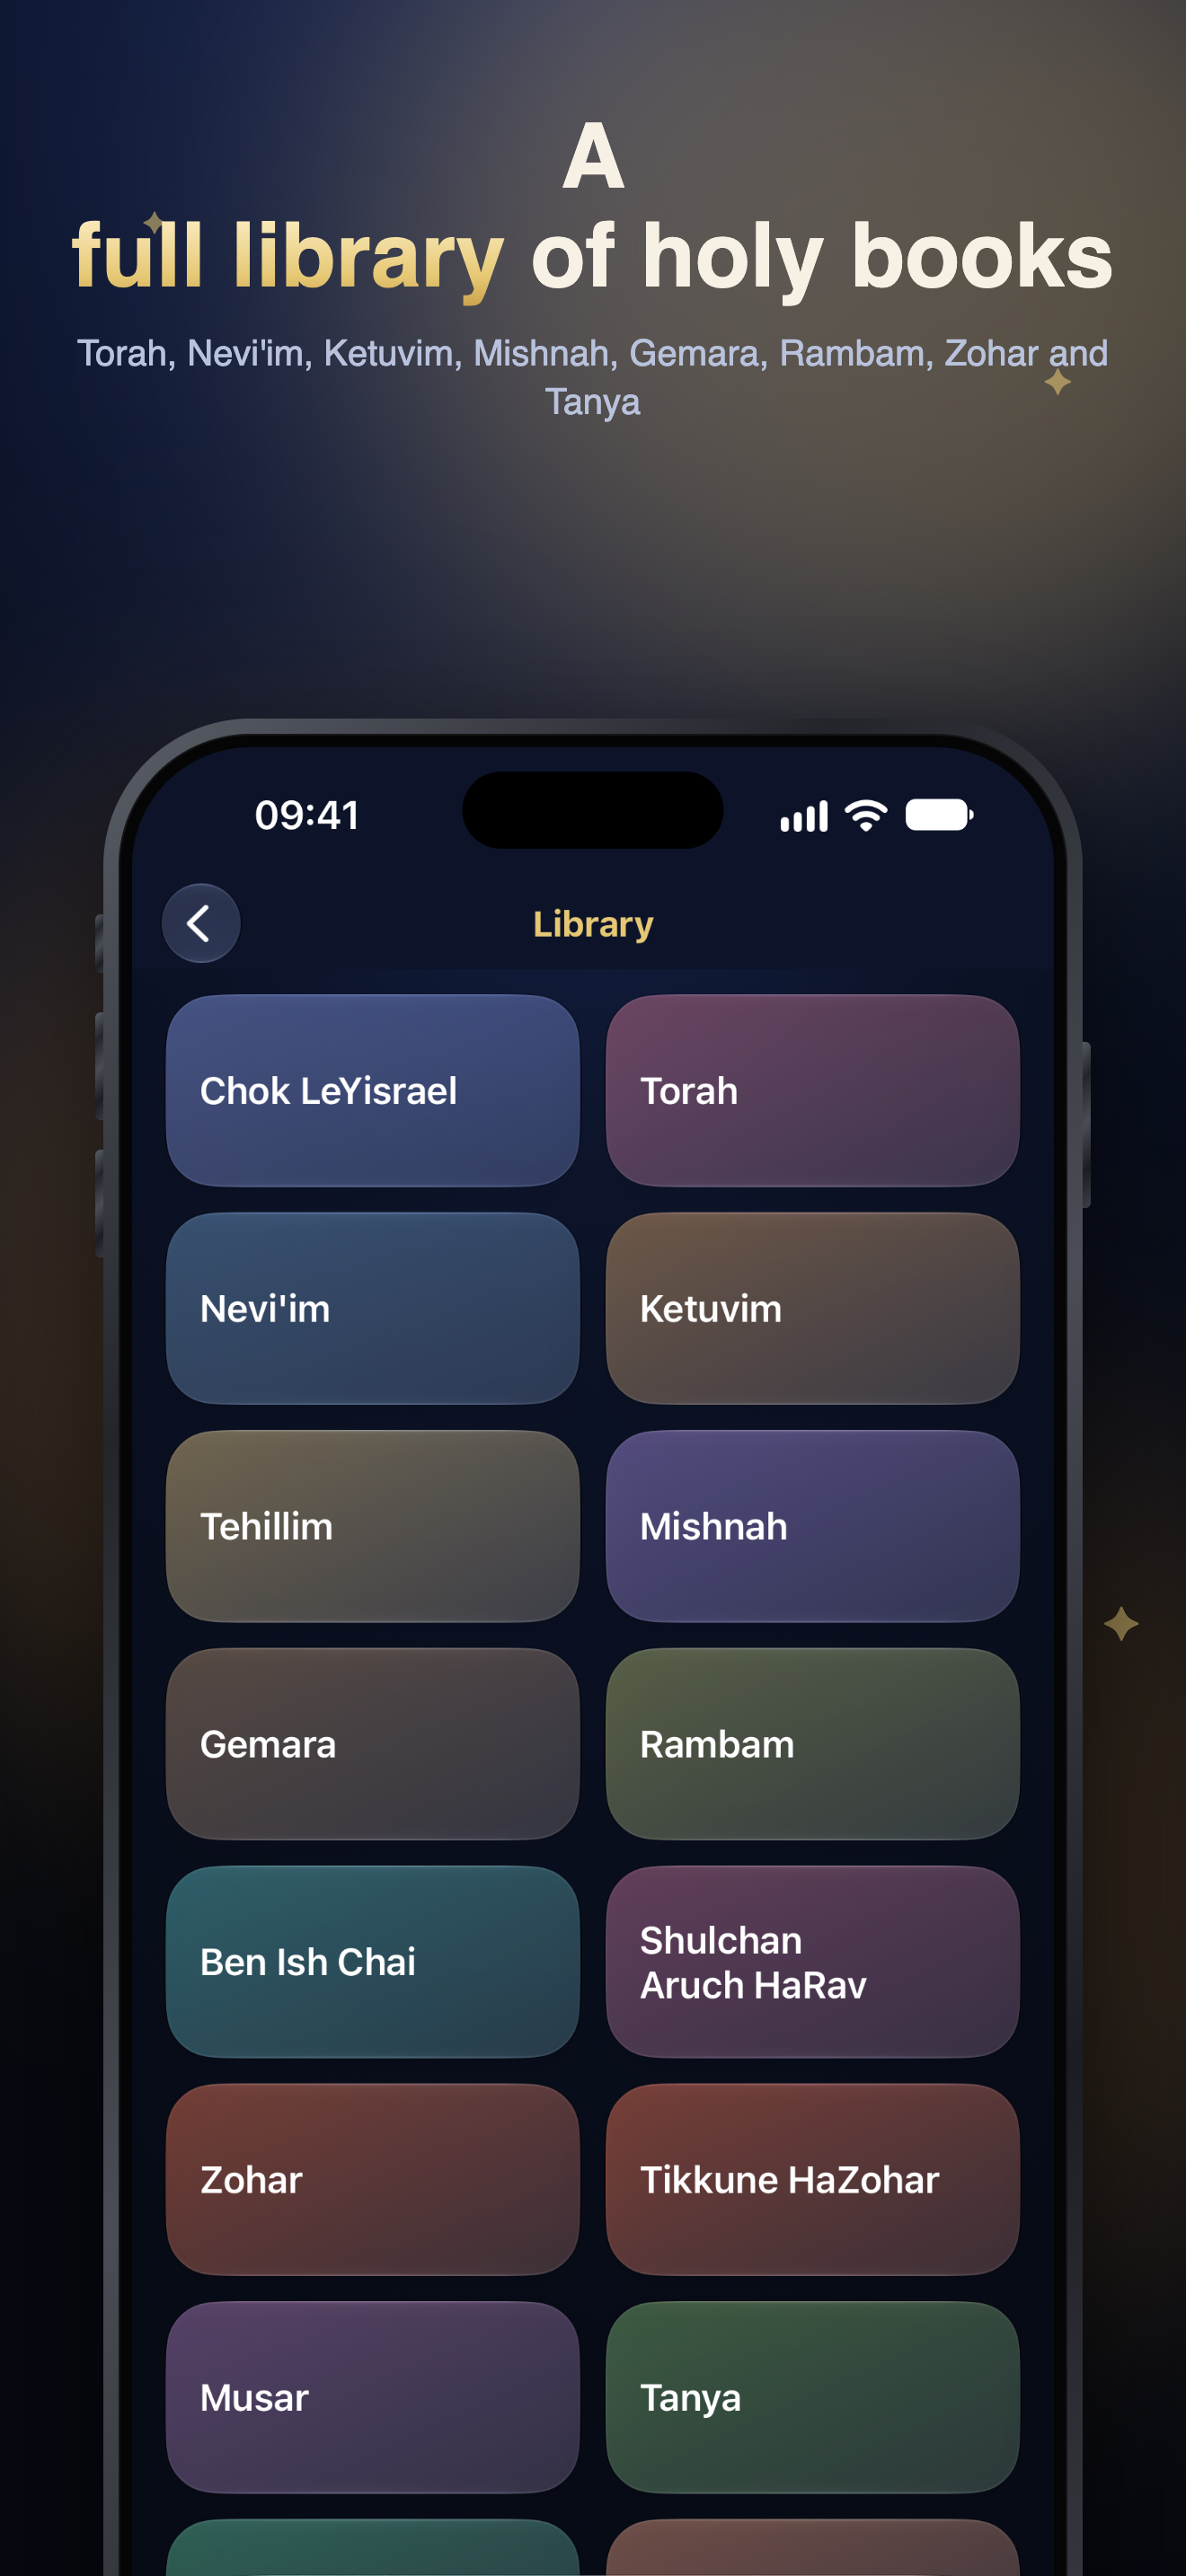 A
full library of holy books
Torah, Nevi'im, Ketuvim, Mishnah, Gemara, Rambam, Zohar and
Tanya
09:41
Library
Chok LeYisrael
Torah
Nevi'im
Ketuvim
Tehillim
Mishnah
Gemara
Rambam
Ben Ish Chai
Shulchan
Aruch HaRav
Zohar
Tikkune HaZohar
Musar
Tanya